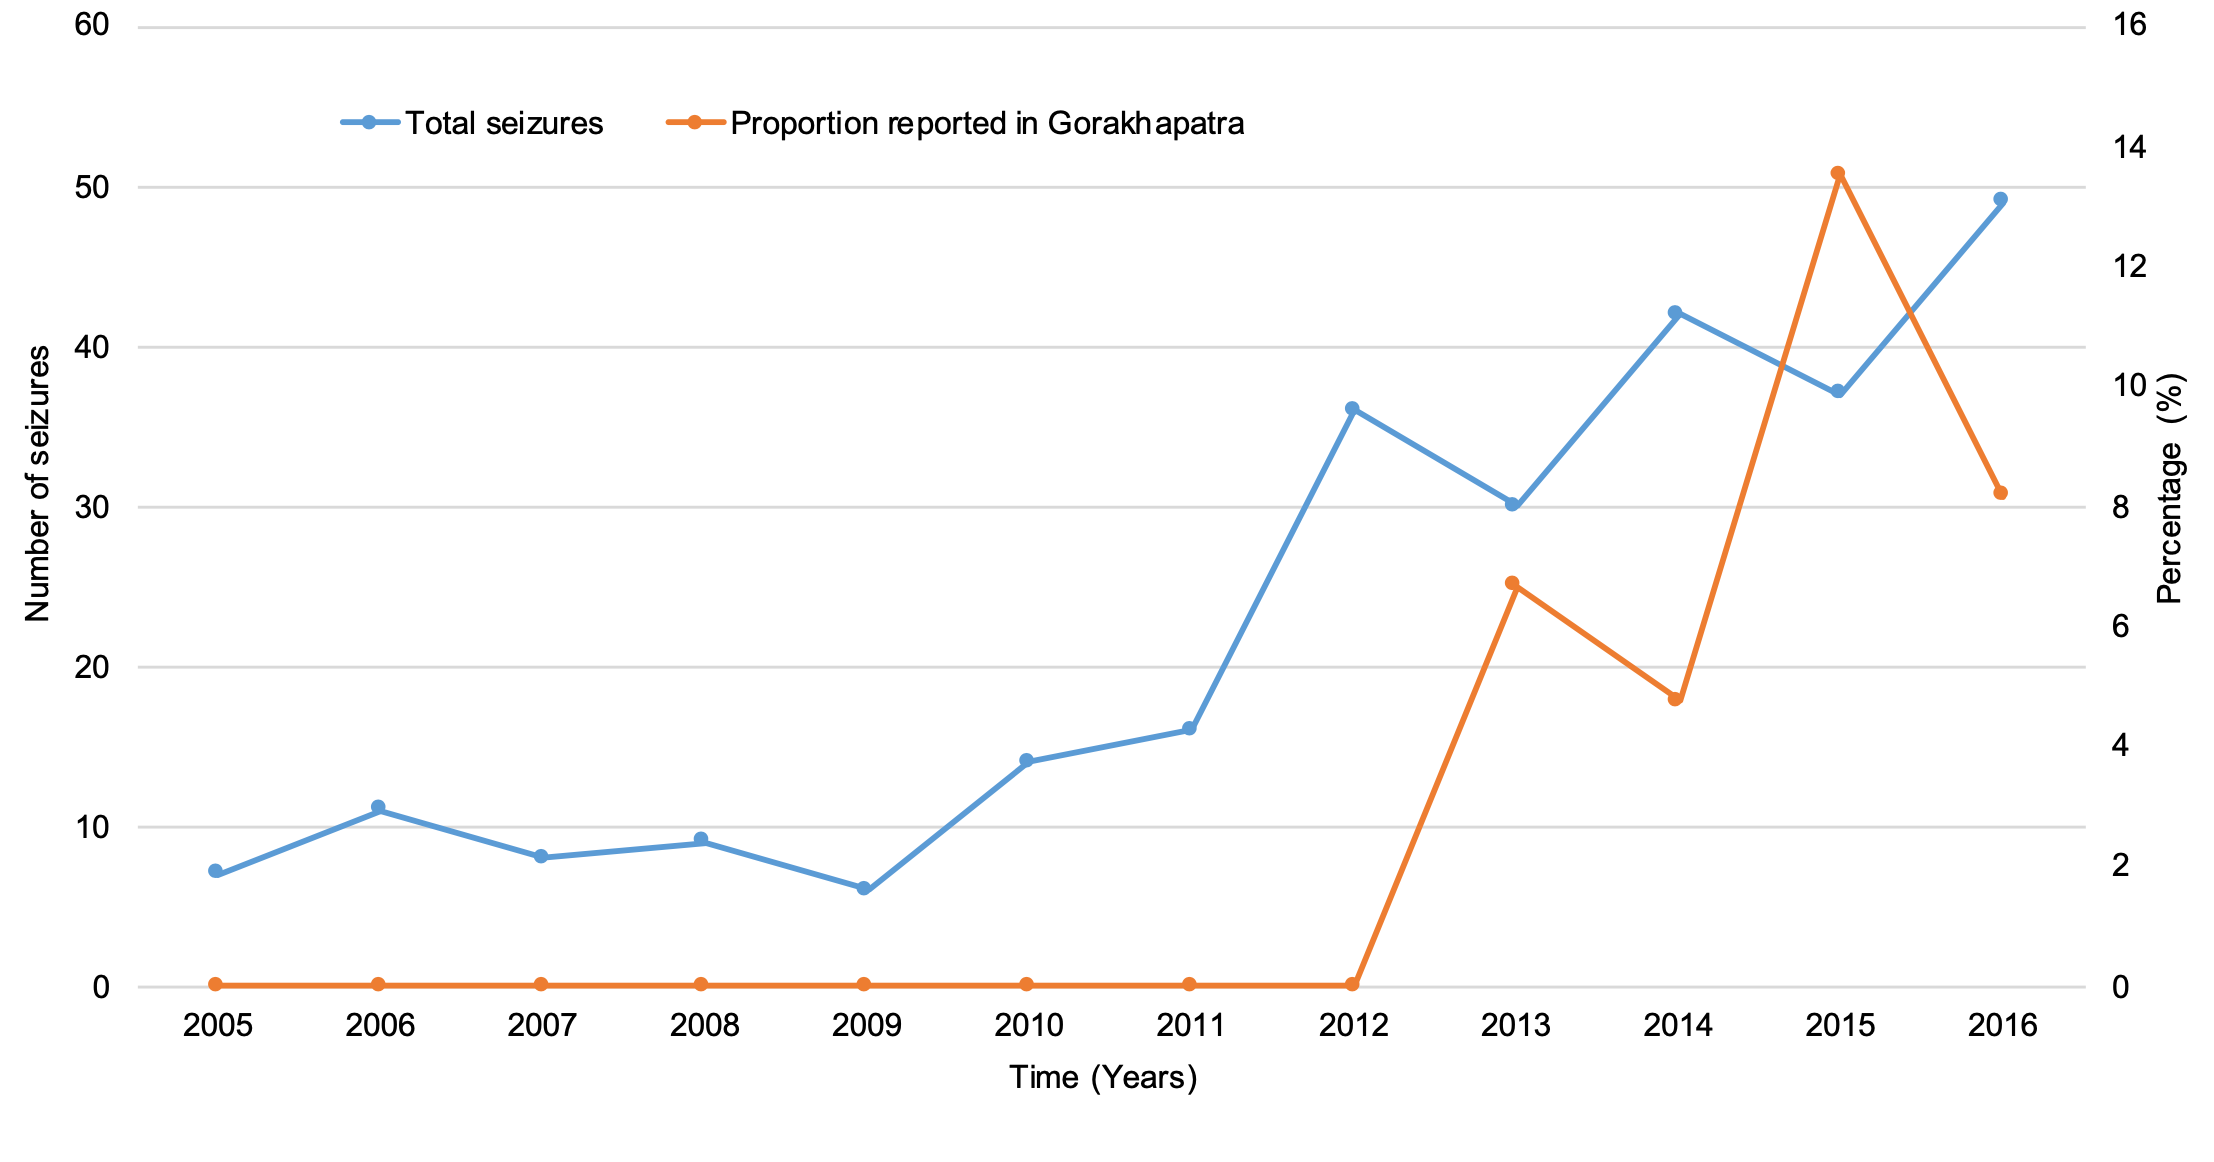 60
50
40
30
20
10
0
Number of seizures
Total seizures
Proportion reported in Gorakhapatra
16
14
12
10
8
6
4
2
0
Percentage (%)
2005 2006 2007 2008 2009 2010 2011 2012 2013 2014 2015 2016
Time (Years)